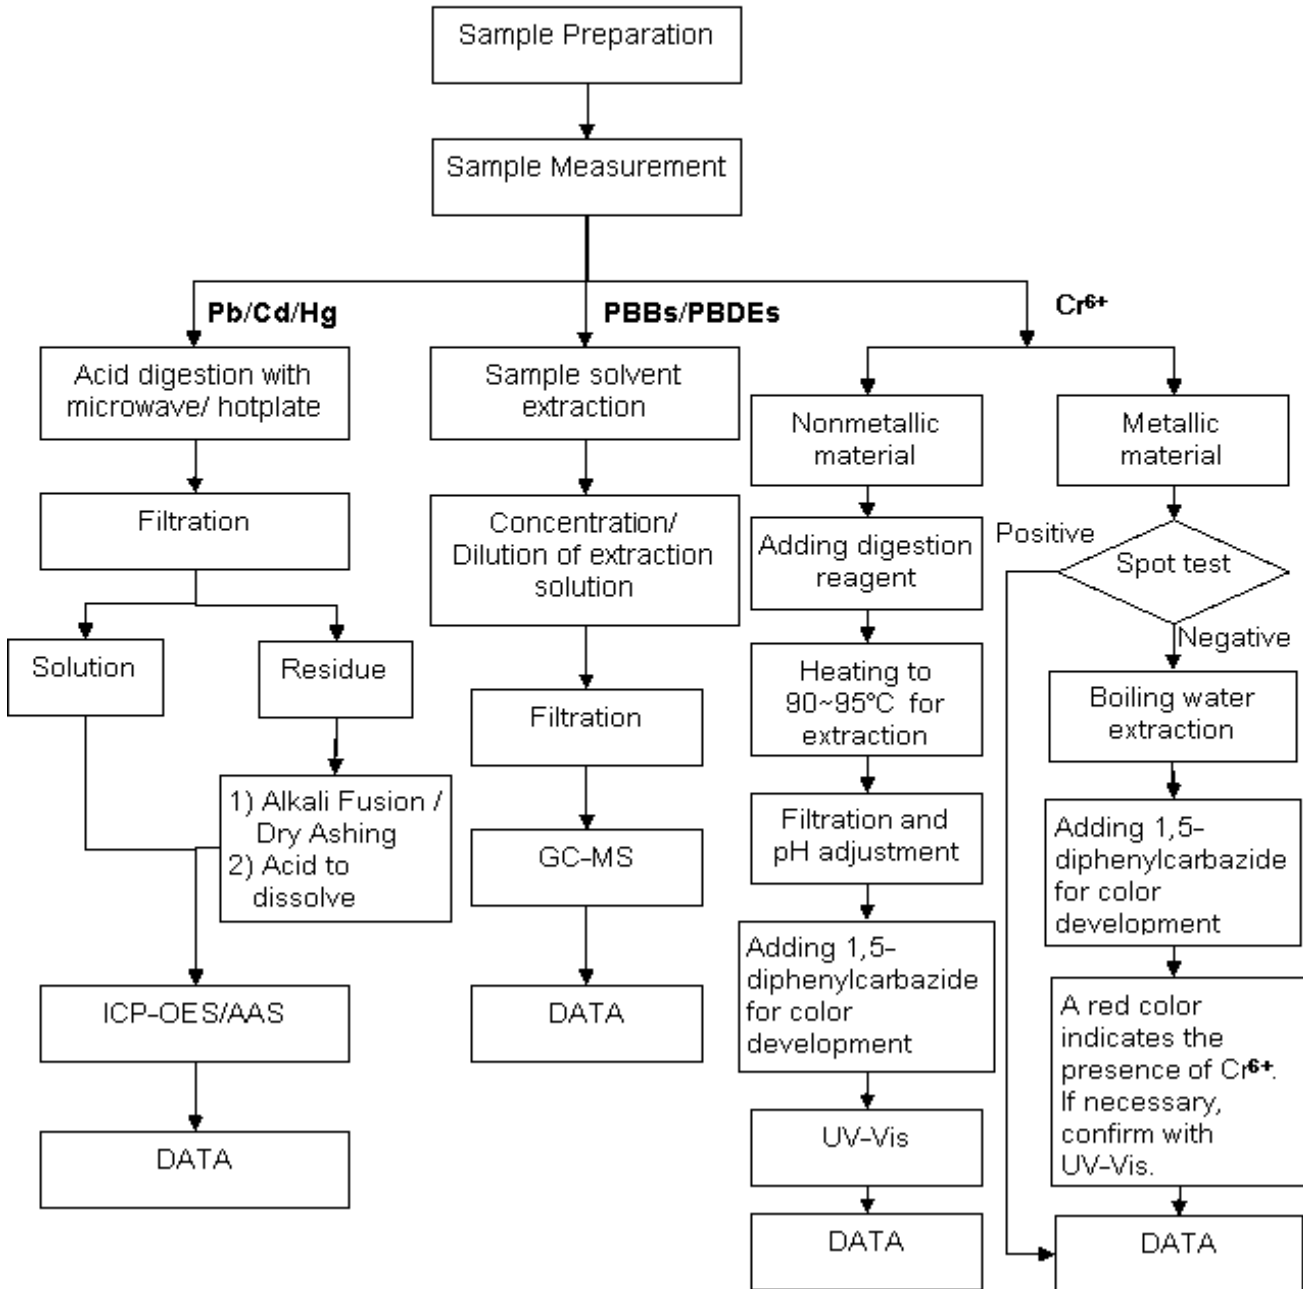 Sample Preparation
Sample Measurement
Pb/Cd/Hg
PBBs/PBDEs
Cr⁶⁺
Acid digestion with
microwave/ hotplate
Filtration
Solution
Residue
1) Alkali Fusion /
Dry Ashing
2) Acid to
dissolve
ICP-OES/AAS
DATA
Sample solvent
extraction
Concentration/
Dilution of extraction
solution
Filtration
GC-MS
DATA
Nonmetallic
material
Adding digestion
reagent
Heating to
90~95°C for
extraction
Filtration and
pH adjustment
Adding 1,5-
diphenylcarbazide
for color
development
UV-Vis
DATA
Metallic
material
Positive
Spot test
Negative
Boiling water
extraction
Adding 1,5-
diphenylcarbazide
for color
development
A red color
indicates the
presence of Cr⁶⁺.
If necessary,
confirm with
UV-Vis.
DATA